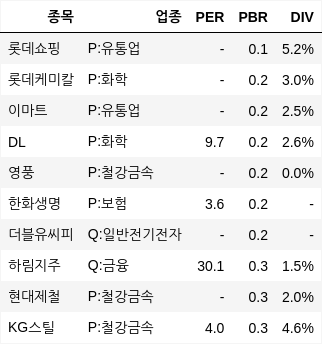 종목 업종 PER PBR DIV
롯데쇼핑 P:유통업 - 0.1 5.2%
롯데케미칼 P:화학 - 0.2 3.0%
이마트 P:유통업 - 0.2 2.5%
DL P:화학 9.7 0.2 2.6%
영풍 P:철강금속 - 0.2 0.0%
한화생명 P:보험 3.6 0.2 -
더블유씨피 Q:일반전기전자 - 0.2 -
하림지주 Q:금융 30.1 0.3 1.5%
현대제철 P:철강금속 - 0.3 2.0%
KG스틸 P:철강금속 4.0 0.3 4.6%